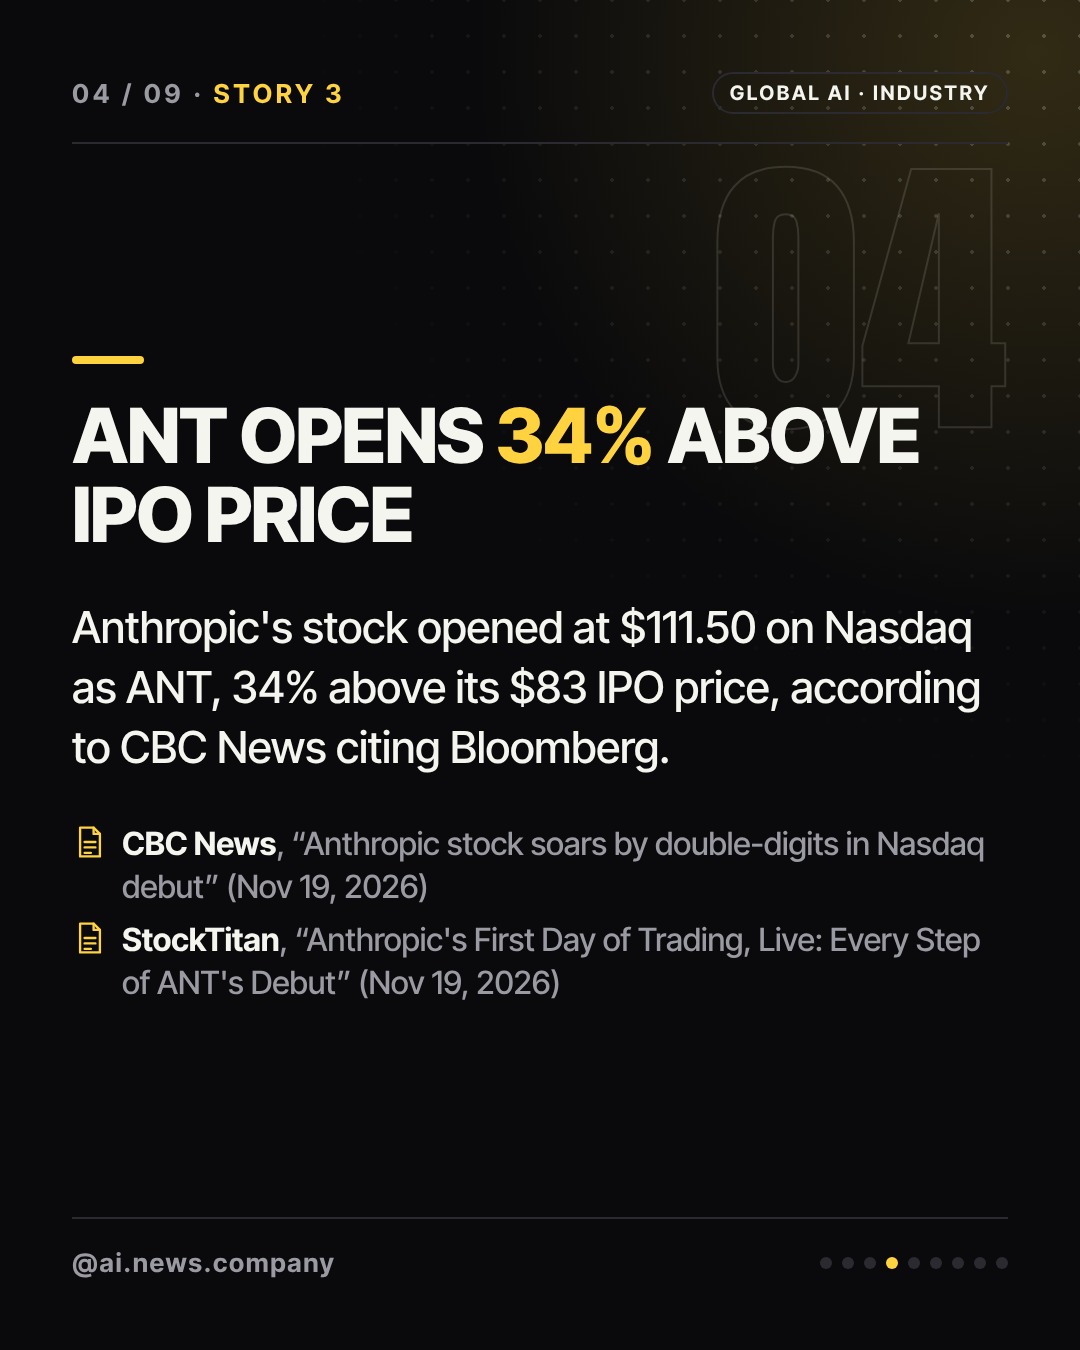 04 / 09 · STORY 3
GLOBAL AI · INDUSTRY
04
ANT OPENS 34% ABOVE
IPO PRICE
Anthropic's stock opened at $111.50 on Nasdaq
as ANT, 34% above its $83 IPO price, according
to CBC News citing Bloomberg.
CBC News, “Anthropic stock soars by double-digits in Nasdaq
debut” (Nov 19, 2026)
StockTitan, “Anthropic's First Day of Trading, Live: Every Step
of ANT's Debut” (Nov 19, 2026)
@ai.news.company